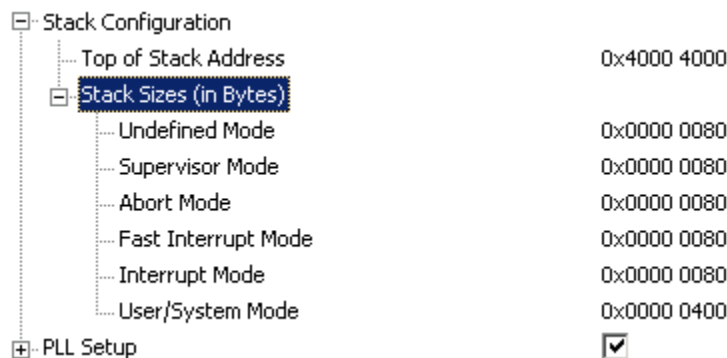 Stack Configuration
Top of Stack Address 0x4000 4000
Stack Sizes (in Bytes)
Undefined Mode 0x0000 0080
Supervisor Mode 0x0000 0080
Abort Mode 0x0000 0080
Fast Interrupt Mode 0x0000 0080
Interrupt Mode 0x0000 0080
User/System Mode 0x0000 0400
PLL Setup